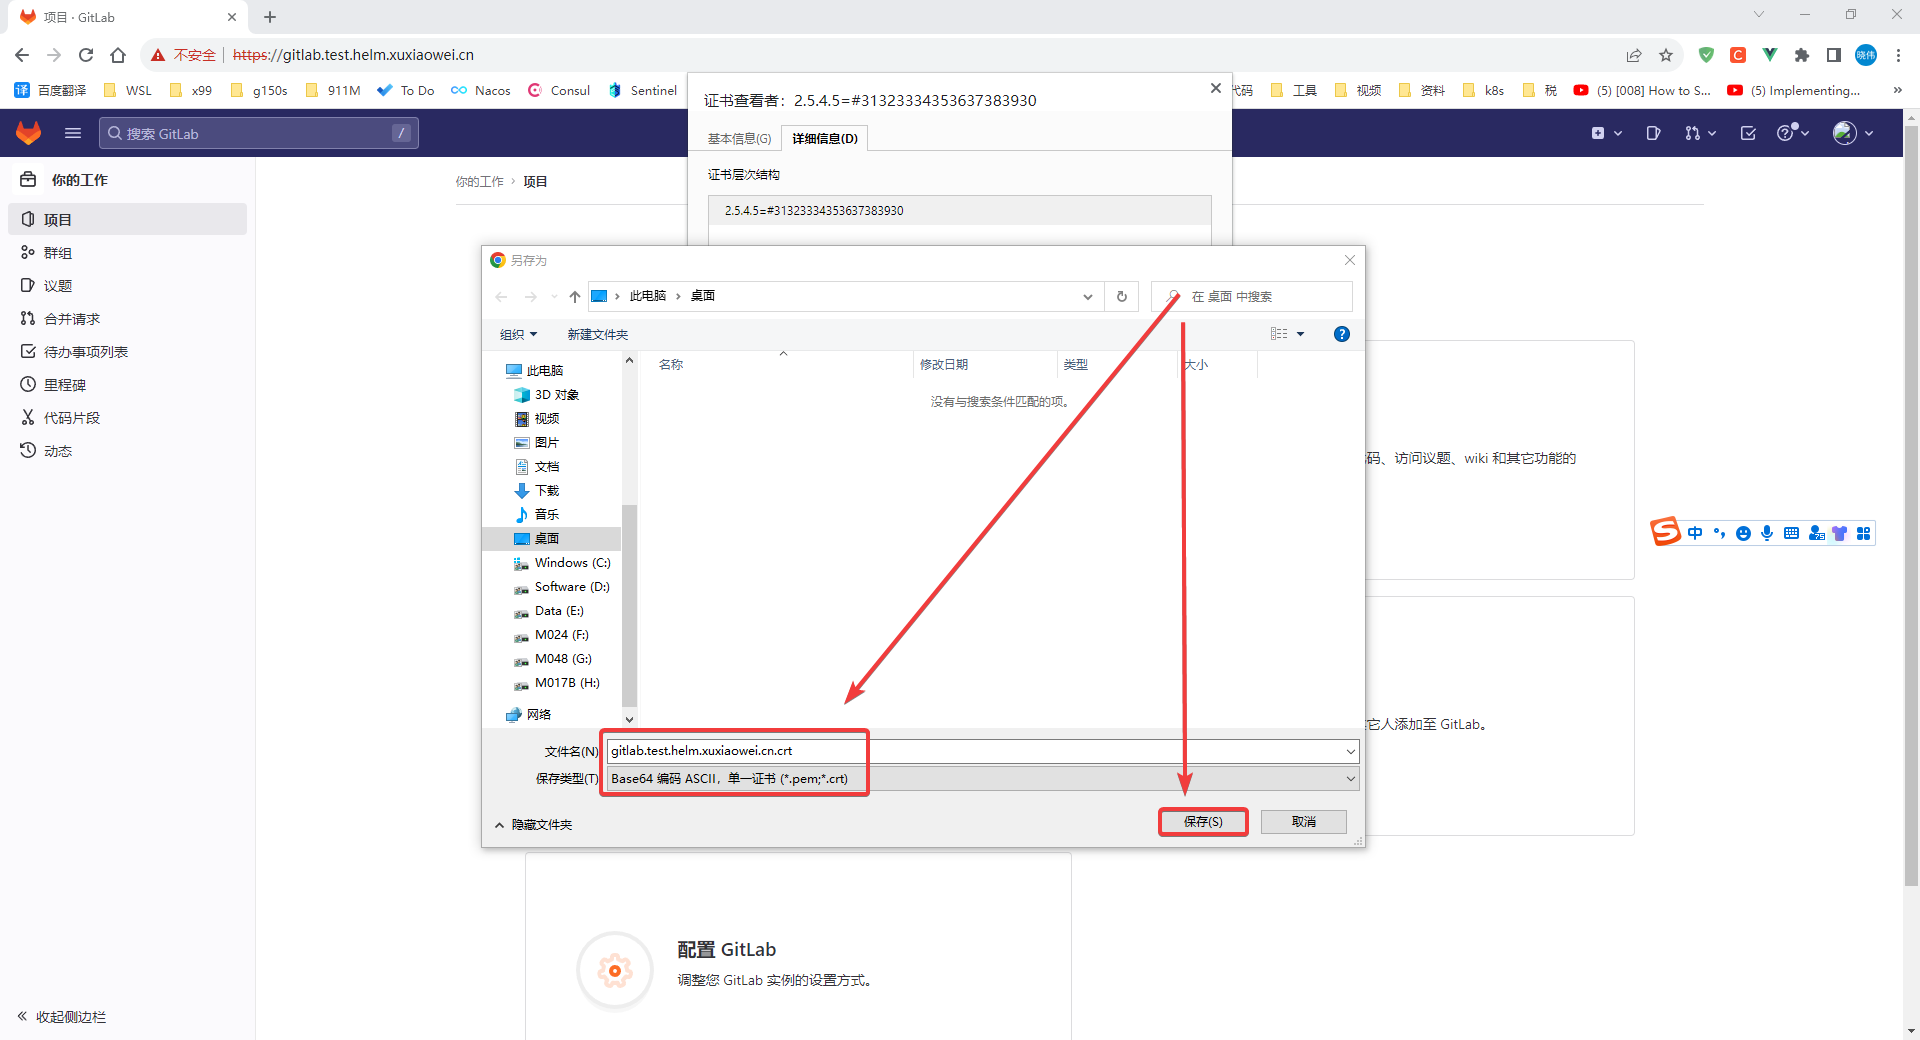 项目 · GitLab
不安全 https://gitlab.test.helm.xuxiaowei.cn
晓伟
译 百度翻译 WSL x99 g150s 911M To Do Nacos Consul Sentinel 代码 工具 视频 资料 k8s 税 (5) [008] How to S... (5) Implementing... »
证书查看者：2.5.4.5=#31323334353637383930
基本信息(G) 详细信息(D)
证书层次结构
2.5.4.5=#31323334353637383930
搜索 GitLab /
你的工作
项目
群组
议题
合并请求
待办事项列表
里程碑
代码片段
动态
收起侧边栏
你的工作 › 项目
另存为
此电脑 › 桌面
在 桌面 中搜索
组织 新建文件夹
名称 修改日期 类型 大小
没有与搜索条件匹配的项。
此电脑
3D 对象
视频
图片
文档
下载
音乐
桌面
Windows (C:)
Software (D:)
Data (E:)
M024 (F:)
M048 (G:)
M017B (H:)
网络
文件名(N) gitlab.test.helm.xuxiaowei.cn.crt
保存类型(T) Base64 编码 ASCII，单一证书 (*.pem;*.crt)
隐藏文件夹
保存(S) 取消
码、访问议题、wiki 和其它功能的
中
它人添加至 GitLab。
配置 GitLab
调整您 GitLab 实例的设置方式。